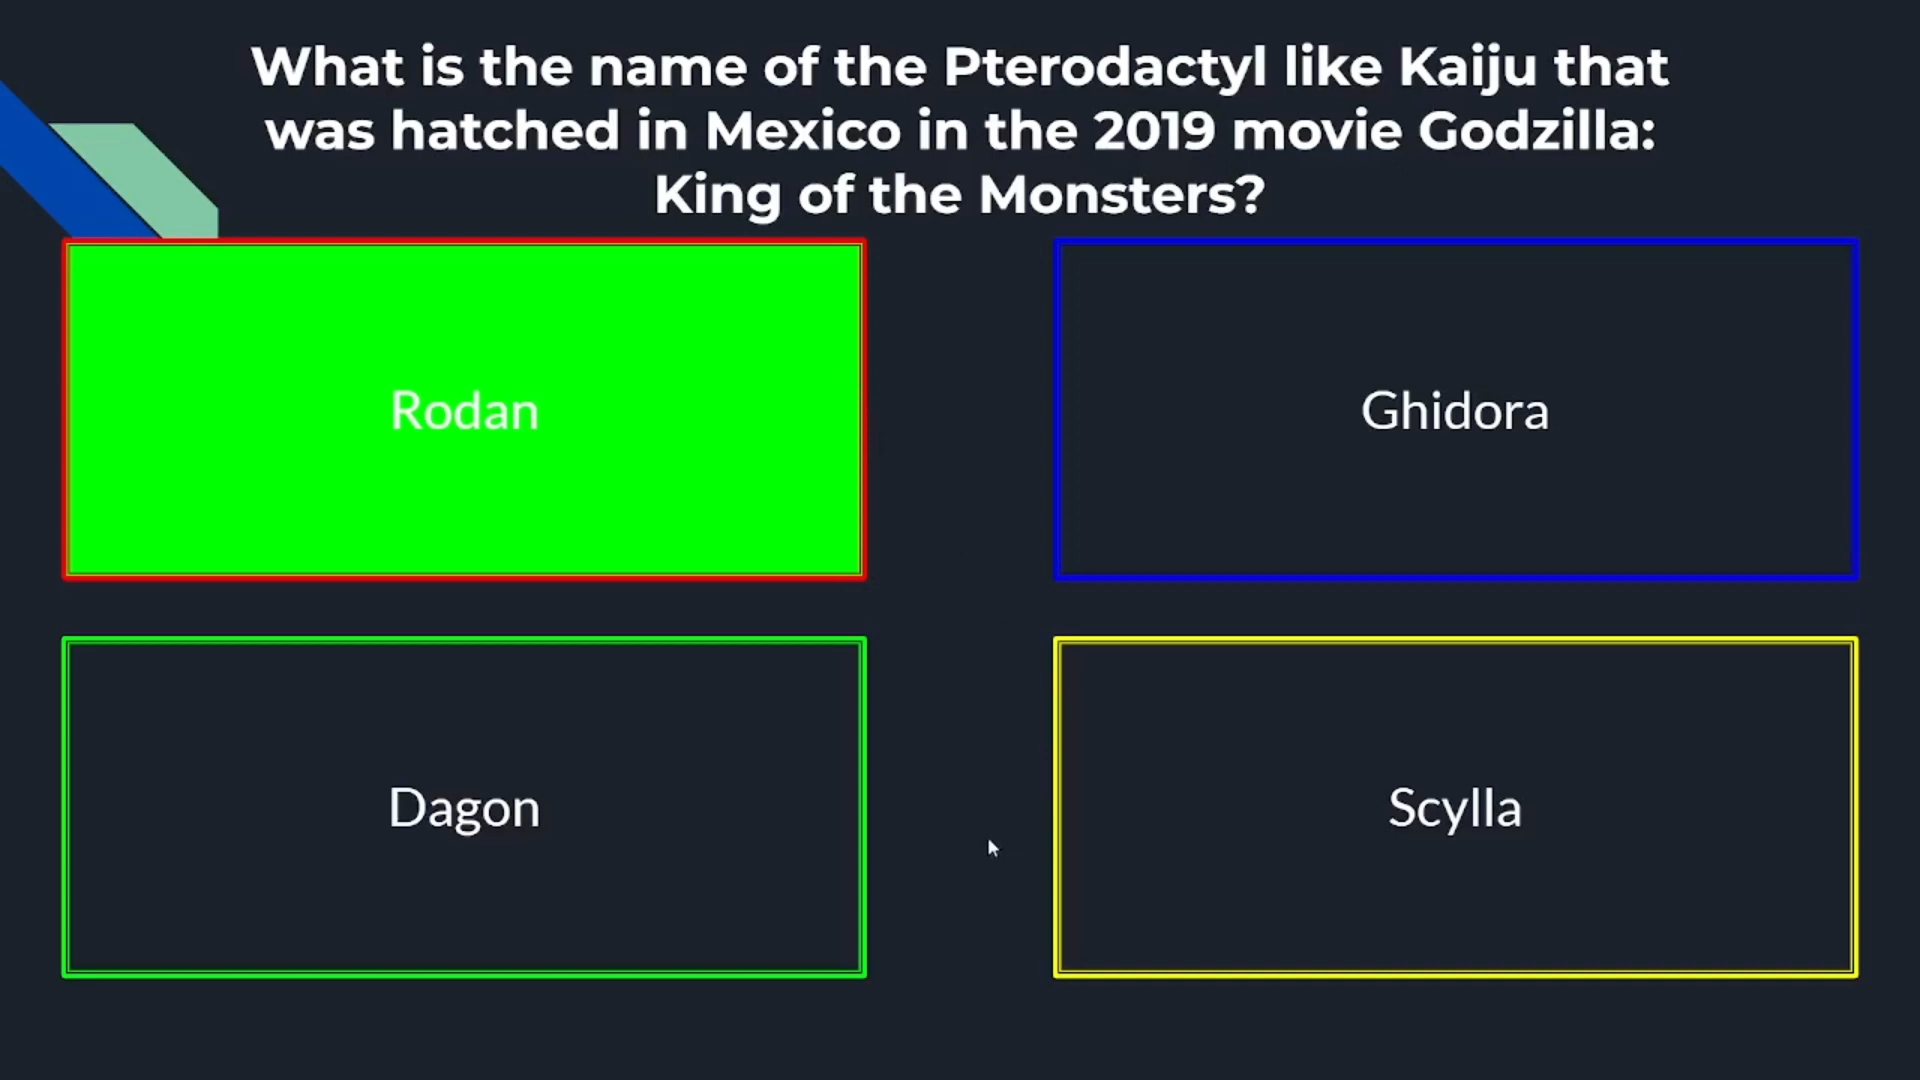 What is the name of the Pterodactyl like Kaiju that
was hatched in Mexico in the 2019 movie Godzilla:
King of the Monsters?
Rodan
Ghidora
Dagon
Scylla